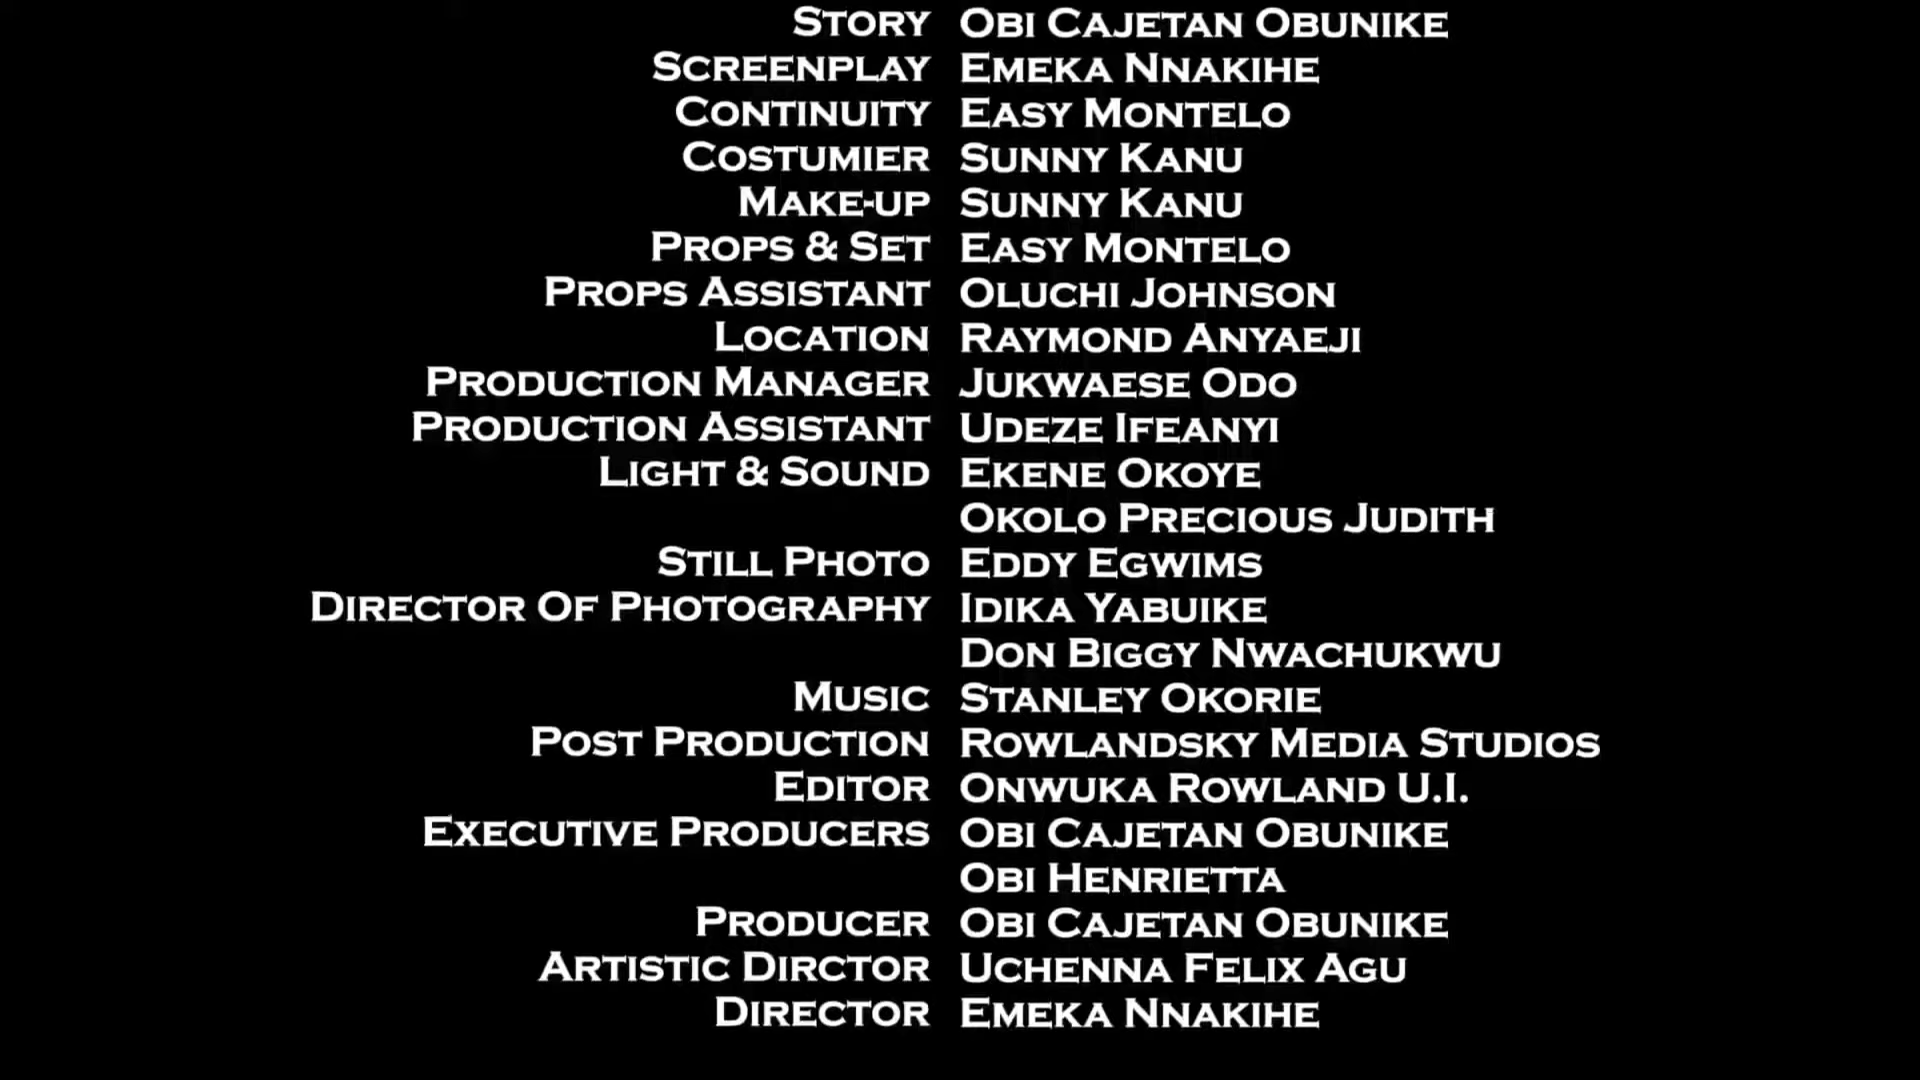 Story Obi Cajetan Obunike
Screenplay Emeka Nnakihe
Continuity Easy Montelo
Costumier Sunny Kanu
Make-up Sunny Kanu
Props & Set Easy Montelo
Props Assistant Oluchi Johnson
Location Raymond Anyaeji
Production Manager Jukwaese Odo
Production Assistant Udeze Ifeanyi
Light & Sound Ekene Okoye
Okolo Precious Judith
Still Photo Eddy Egwims
Director Of Photography Idika Yabuike
Don Biggy Nwachukwu
Music Stanley Okorie
Post Production Rowlandsky Media Studios
Editor Onwuka Rowland U.I.
Executive Producers Obi Cajetan Obunike
Obi Henrietta
Producer Obi Cajetan Obunike
Artistic Dirctor Uchenna Felix Agu
Director Emeka Nnakihe